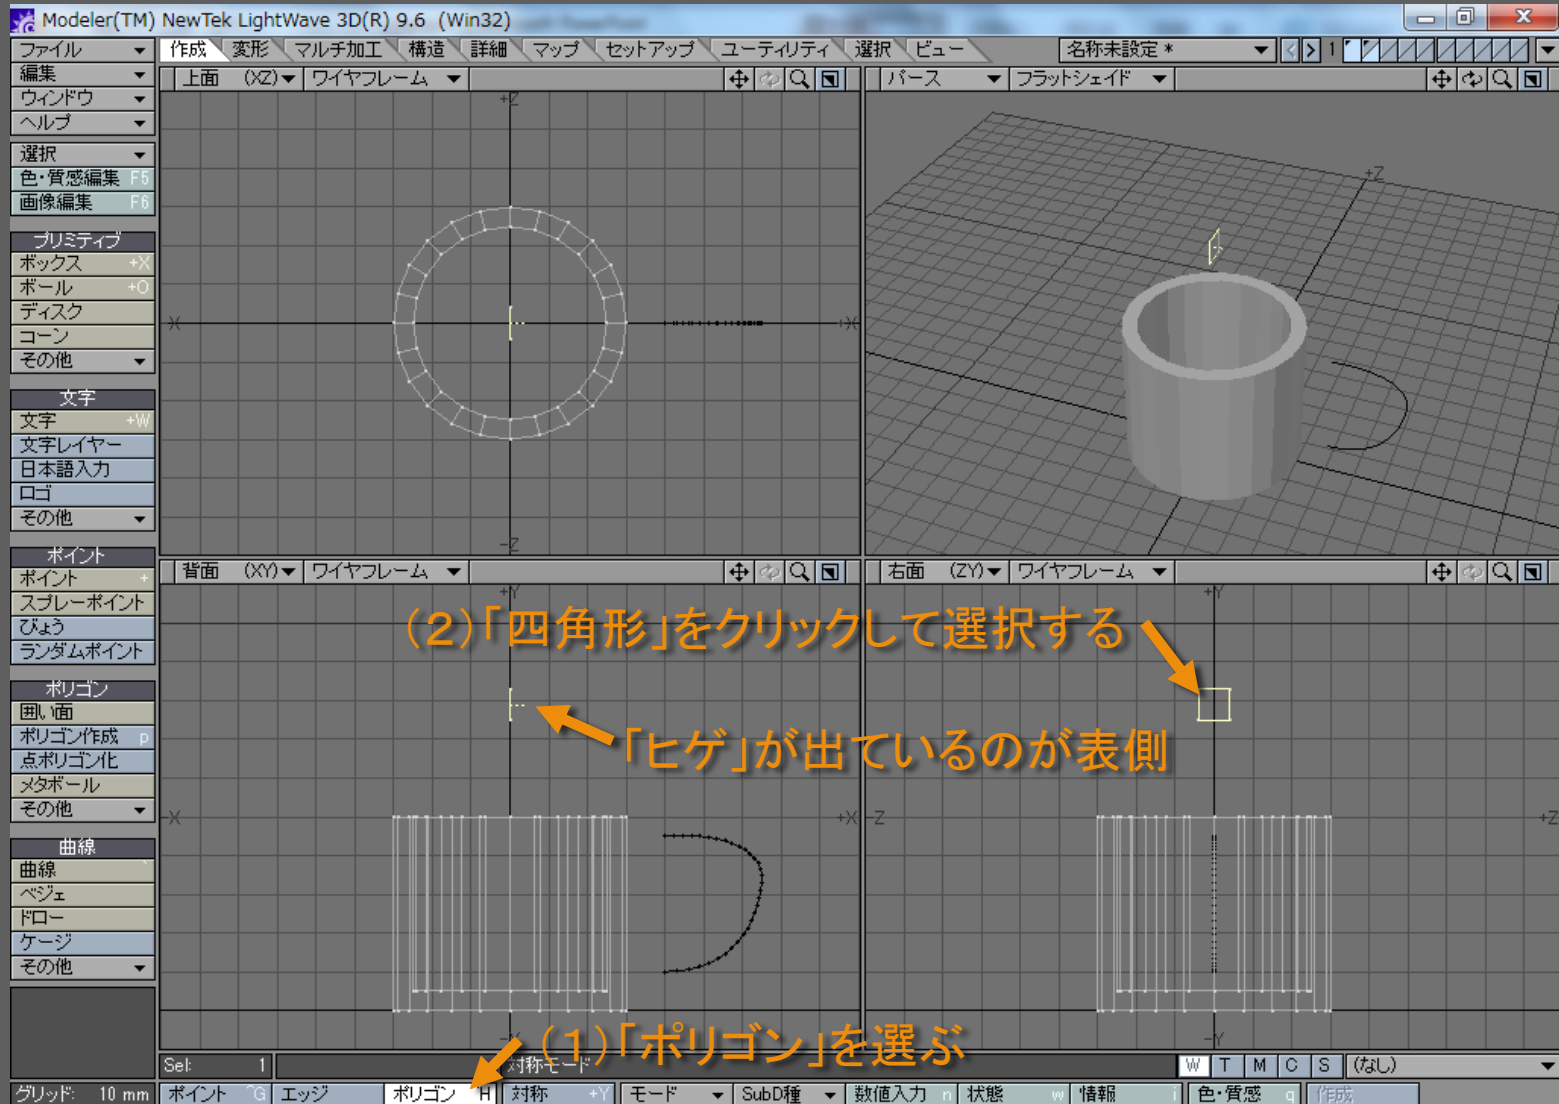 Modeler(TM) NewTek LightWave 3D(R) 9.6 (Win32)
ファイル
編集
ウィンドウ
ヘルプ
選択
色・質感編集 F5
画像編集 F6
プリミティブ
ボックス +X
ボール +O
ディスク
コーン
その他
文字
文字 +W
文字レイヤー
日本語入力
ロゴ
その他
ポイント
ポイント +
スプレーポイント
びょう
ランダムポイント
ポリゴン
囲い面
ポリゴン作成 p
点ポリゴン化
メタボール
その他
曲線
曲線 `
ベジェ
ドロー
ケージ
その他
作成 変形 マルチ加工 構造 詳細 マップ セットアップ ユーティリティ 選択 ビュー 名称未設定 * < > 1
上面 (XZ) ワイヤフレーム
パース フラットシェイド
+Z
-X +X
-Z
+Z
背面 (XY) ワイヤフレーム
右面 (ZY) ワイヤフレーム
+Y
+Y
(2)「四角形」をクリックして選択する
「ヒゲ」が出ているのが表側
-X +X -Z +Z
-Y
(1)「ポリゴン」を選ぶ
Sel: 1 対称モード W T M C S (なし)
グリッド: 10 mm ポイント ^G エッジ ポリゴン ^H 対称 +Y モード SubD種 数値入力 n 状態 w 情報 i 色・質感 q 作成